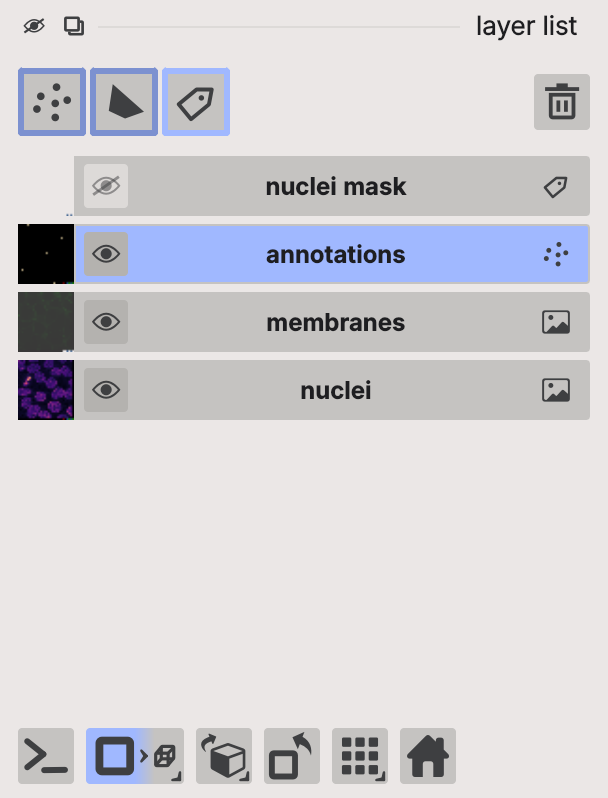 layer list
nuclei mask
annotations
membranes
nuclei